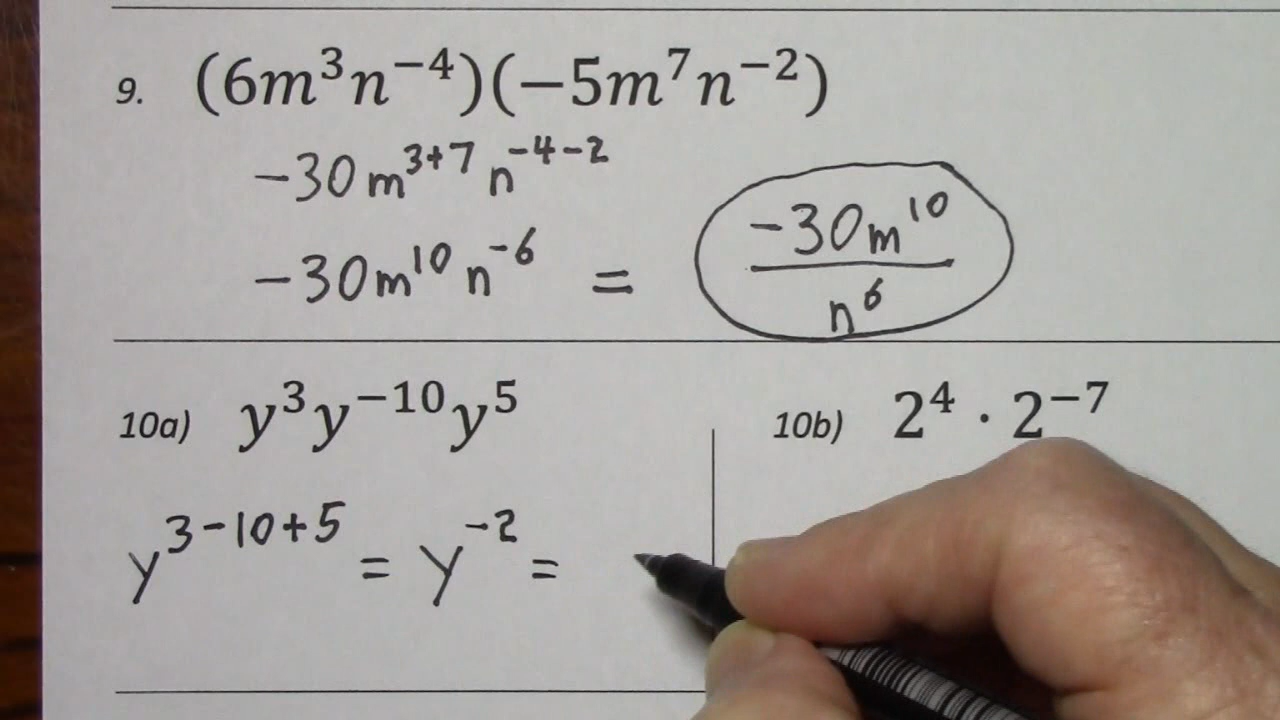 9. (6m³n⁻⁴)(−5m⁷n⁻²)
−30m³⁺⁷n⁻⁴⁻²
−30m¹⁰n⁻⁶ = −30m¹⁰/n⁶
10a) y³y⁻¹⁰y⁵
10b) 2⁴ · 2⁻⁷
y³⁻¹⁰⁺⁵ = y⁻² =